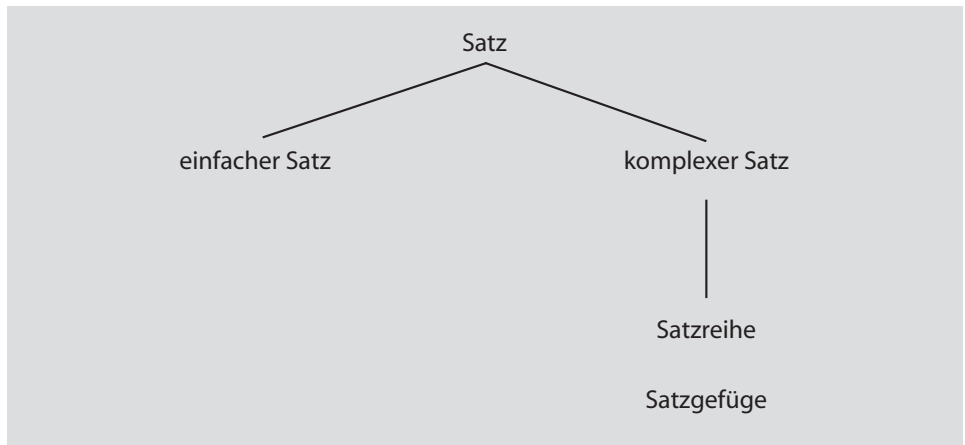 Satz
einfacher Satz
komplexer Satz
Satzreihe
Satzgefüge